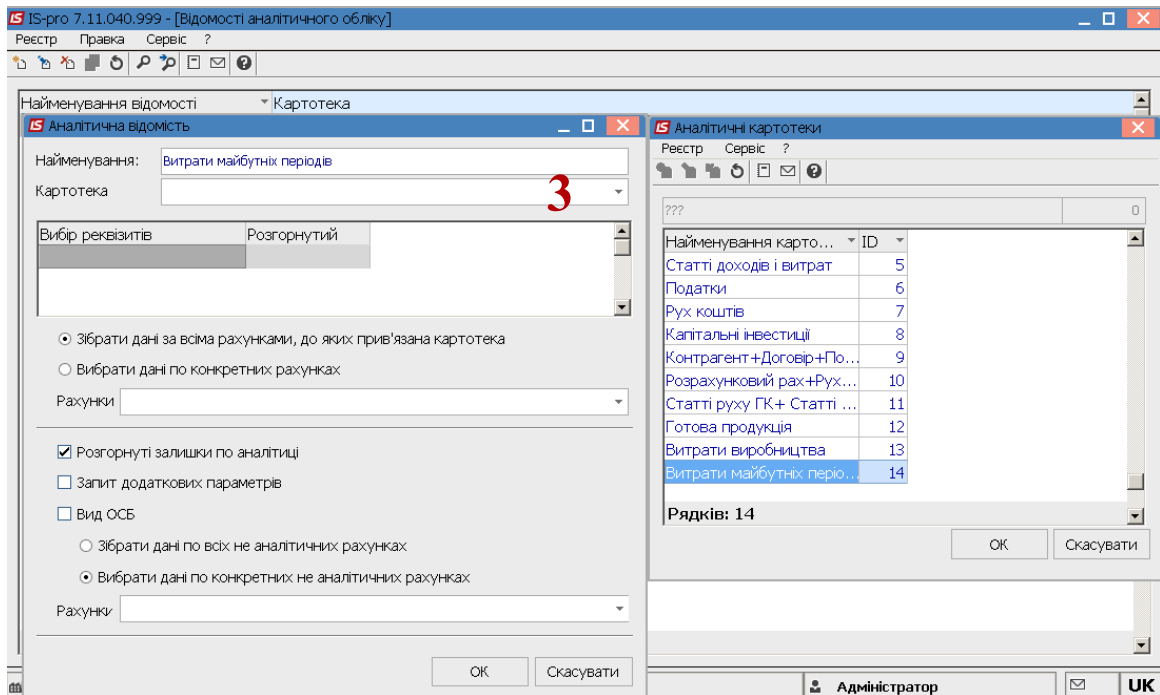 IS-pro 7.11.040.999 - [Відомості аналітичного обліку]
Реєстр Правка Сервіс ?
Найменування відомості Картотека
Аналітична відомість
Найменування: Витрати майбутніх періодів
Картотека
3
Вибір реквізитів Розгорнутий
Зібрати дані за всіма рахунками, до яких прив'язана картотека
Вибрати дані по конкретних рахунках
Рахунки
Розгорнуті залишки по аналітиці
Запит додаткових параметрів
Вид ОСБ
Зібрати дані по всіх не аналітичних рахунках
Вибрати дані по конкретних не аналітичних рахунках
Рахунки
ОК Скасувати
Аналітичні картотеки
Реєстр Сервіс ?
??? 0
Найменування карто... ID
Статті доходів і витрат 5
Податки 6
Рух коштів 7
Капітальні інвестиції 8
Контрагент+Договір+По... 9
Розрахунковий рах+Рух... 10
Статті руху ГК+ Статті ... 11
Готова продукція 12
Витрати виробництва 13
Витрати майбутніх періо... 14
Рядків: 14
ОК Скасувати
Адміністратор UK